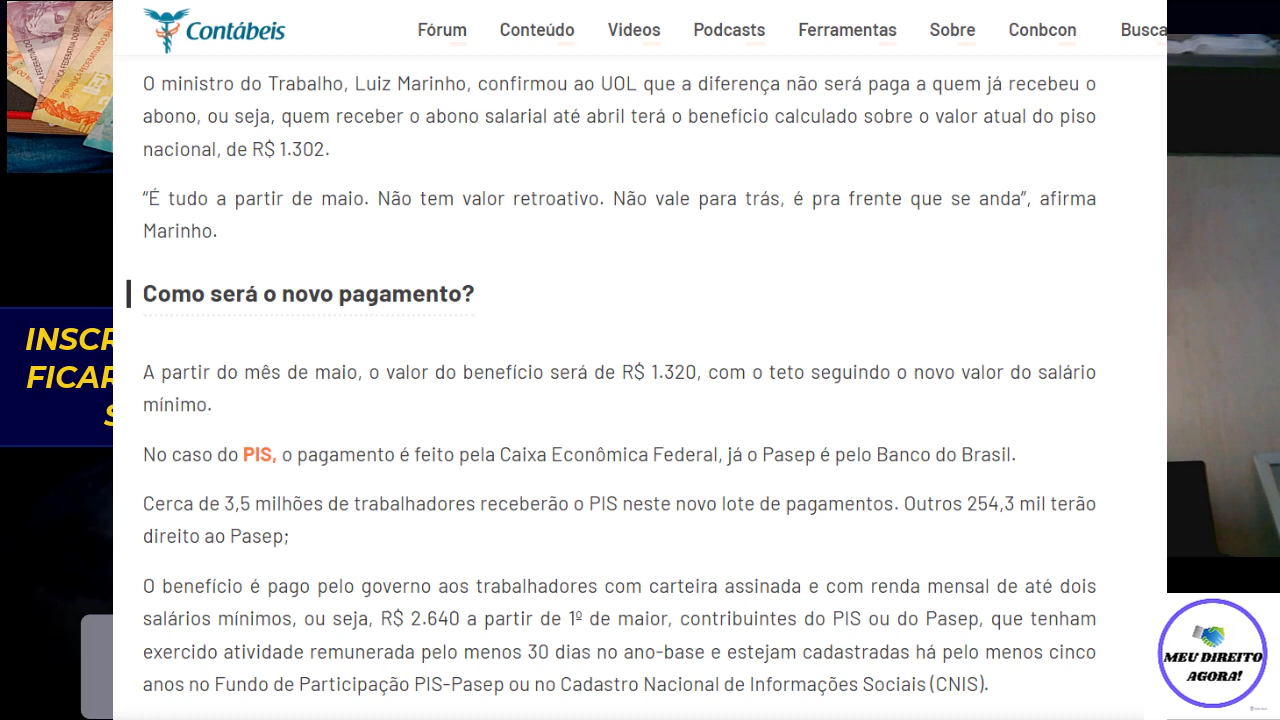 Contábeis
Fórum Conteúdo Videos Podcasts Ferramentas Sobre Conbcon Busca
O ministro do Trabalho, Luiz Marinho, confirmou ao UOL que a diferença não será paga a quem já recebeu o
abono, ou seja, quem receber o abono salarial até abril terá o benefício calculado sobre o valor atual do piso
nacional, de R$ 1.302.
“É tudo a partir de maio. Não tem valor retroativo. Não vale para trás, é pra frente que se anda”, afirma
Marinho.
Como será o novo pagamento?
INSCR
FICAR
S
A partir do mês de maio, o valor do benefício será de R$ 1.320, com o teto seguindo o novo valor do salário
mínimo.
No caso do PIS, o pagamento é feito pela Caixa Econômica Federal, já o Pasep é pelo Banco do Brasil.
Cerca de 3,5 milhões de trabalhadores receberão o PIS neste novo lote de pagamentos. Outros 254,3 mil terão
direito ao Pasep;
O benefício é pago pelo governo aos trabalhadores com carteira assinada e com renda mensal de até dois
salários mínimos, ou seja, R$ 2.640 a partir de 1º de maior, contribuintes do PIS ou do Pasep, que tenham
exercido atividade remunerada pelo menos 30 dias no ano-base e estejam cadastradas há pelo menos cinco
anos no Fundo de Participação PIS-Pasep ou no Cadastro Nacional de Informações Sociais (CNIS).
MEU DIREITO
AGORA!